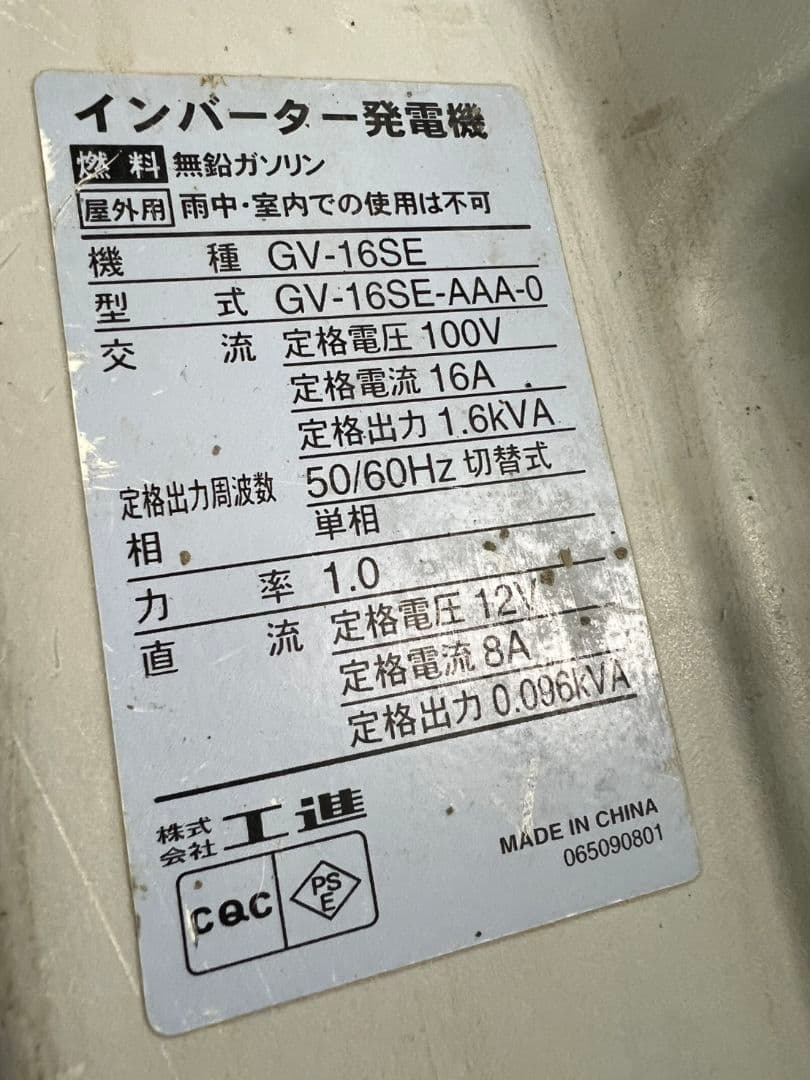 インバーター発電機
燃料 無鉛ガソリン
屋外用 雨中・室内での使用は不可
機種 GV-16SE
型式 GV-16SE-AAA-0
交流 定格電圧 100V
定格電流 16A
定格出力 1.6kVA
定格出力周波数 50/60Hz 切替式
相 単相
力率 1.0
直流 定格電圧 12V
定格電流 8A
定格出力 0.096kVA
株式会社 工進
MADE IN CHINA
065090801
CQC
PSE